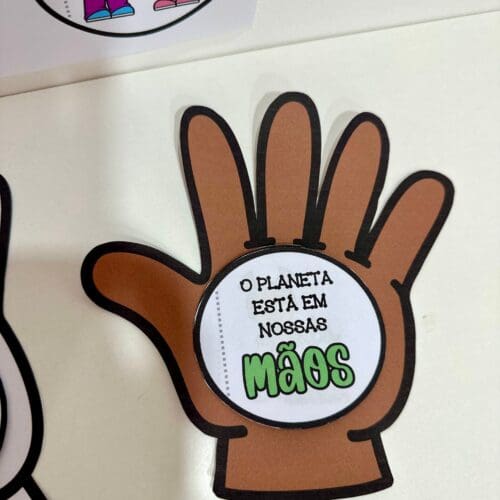 O PLANETA
ESTÁ EM
NOSSAS
MÃOS